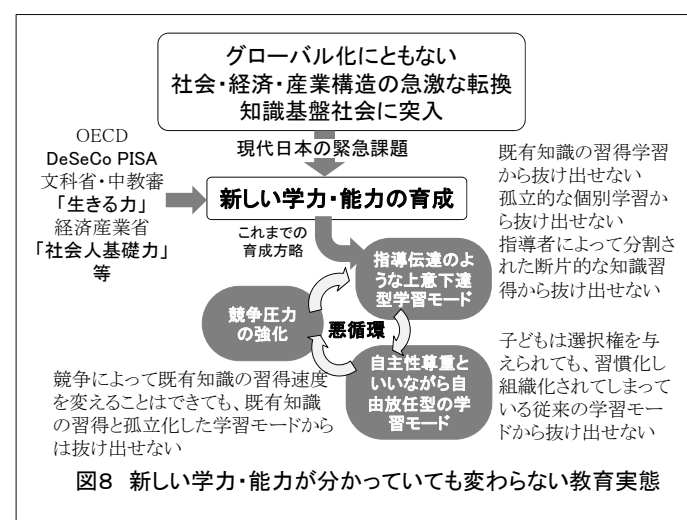 グローバル化にともない
社会・経済・産業構造の急激な転換
知識基盤社会に突入
現代日本の緊急課題
OECD
DeSeCo PISA
文科省・中教審
「生きる力」
経済産業省
「社会人基礎力」
等
新しい学力・能力の育成
これまでの
育成方略
既有知識の習得学習
から抜け出せない
孤立的な個別学習か
ら抜け出せない
指導者によって分割
された断片的な知識習
得から抜け出せない
指導伝達のよ
うな上意下達
型学習モード
競争圧力
の強化
悪循環
自主性尊重と
いいながら自
由放任型の学
習モード
子どもは選択権を与
えられても、習慣化し
組織化されてしまって
いる従来の学習モー
ドから抜け出せない
競争によって既有知識の習得速度
を変えることはできても、既有知識
の習得と孤立化した学習モードから
は抜け出せない
図8 新しい学力・能力が分かっていても変わらない教育実態